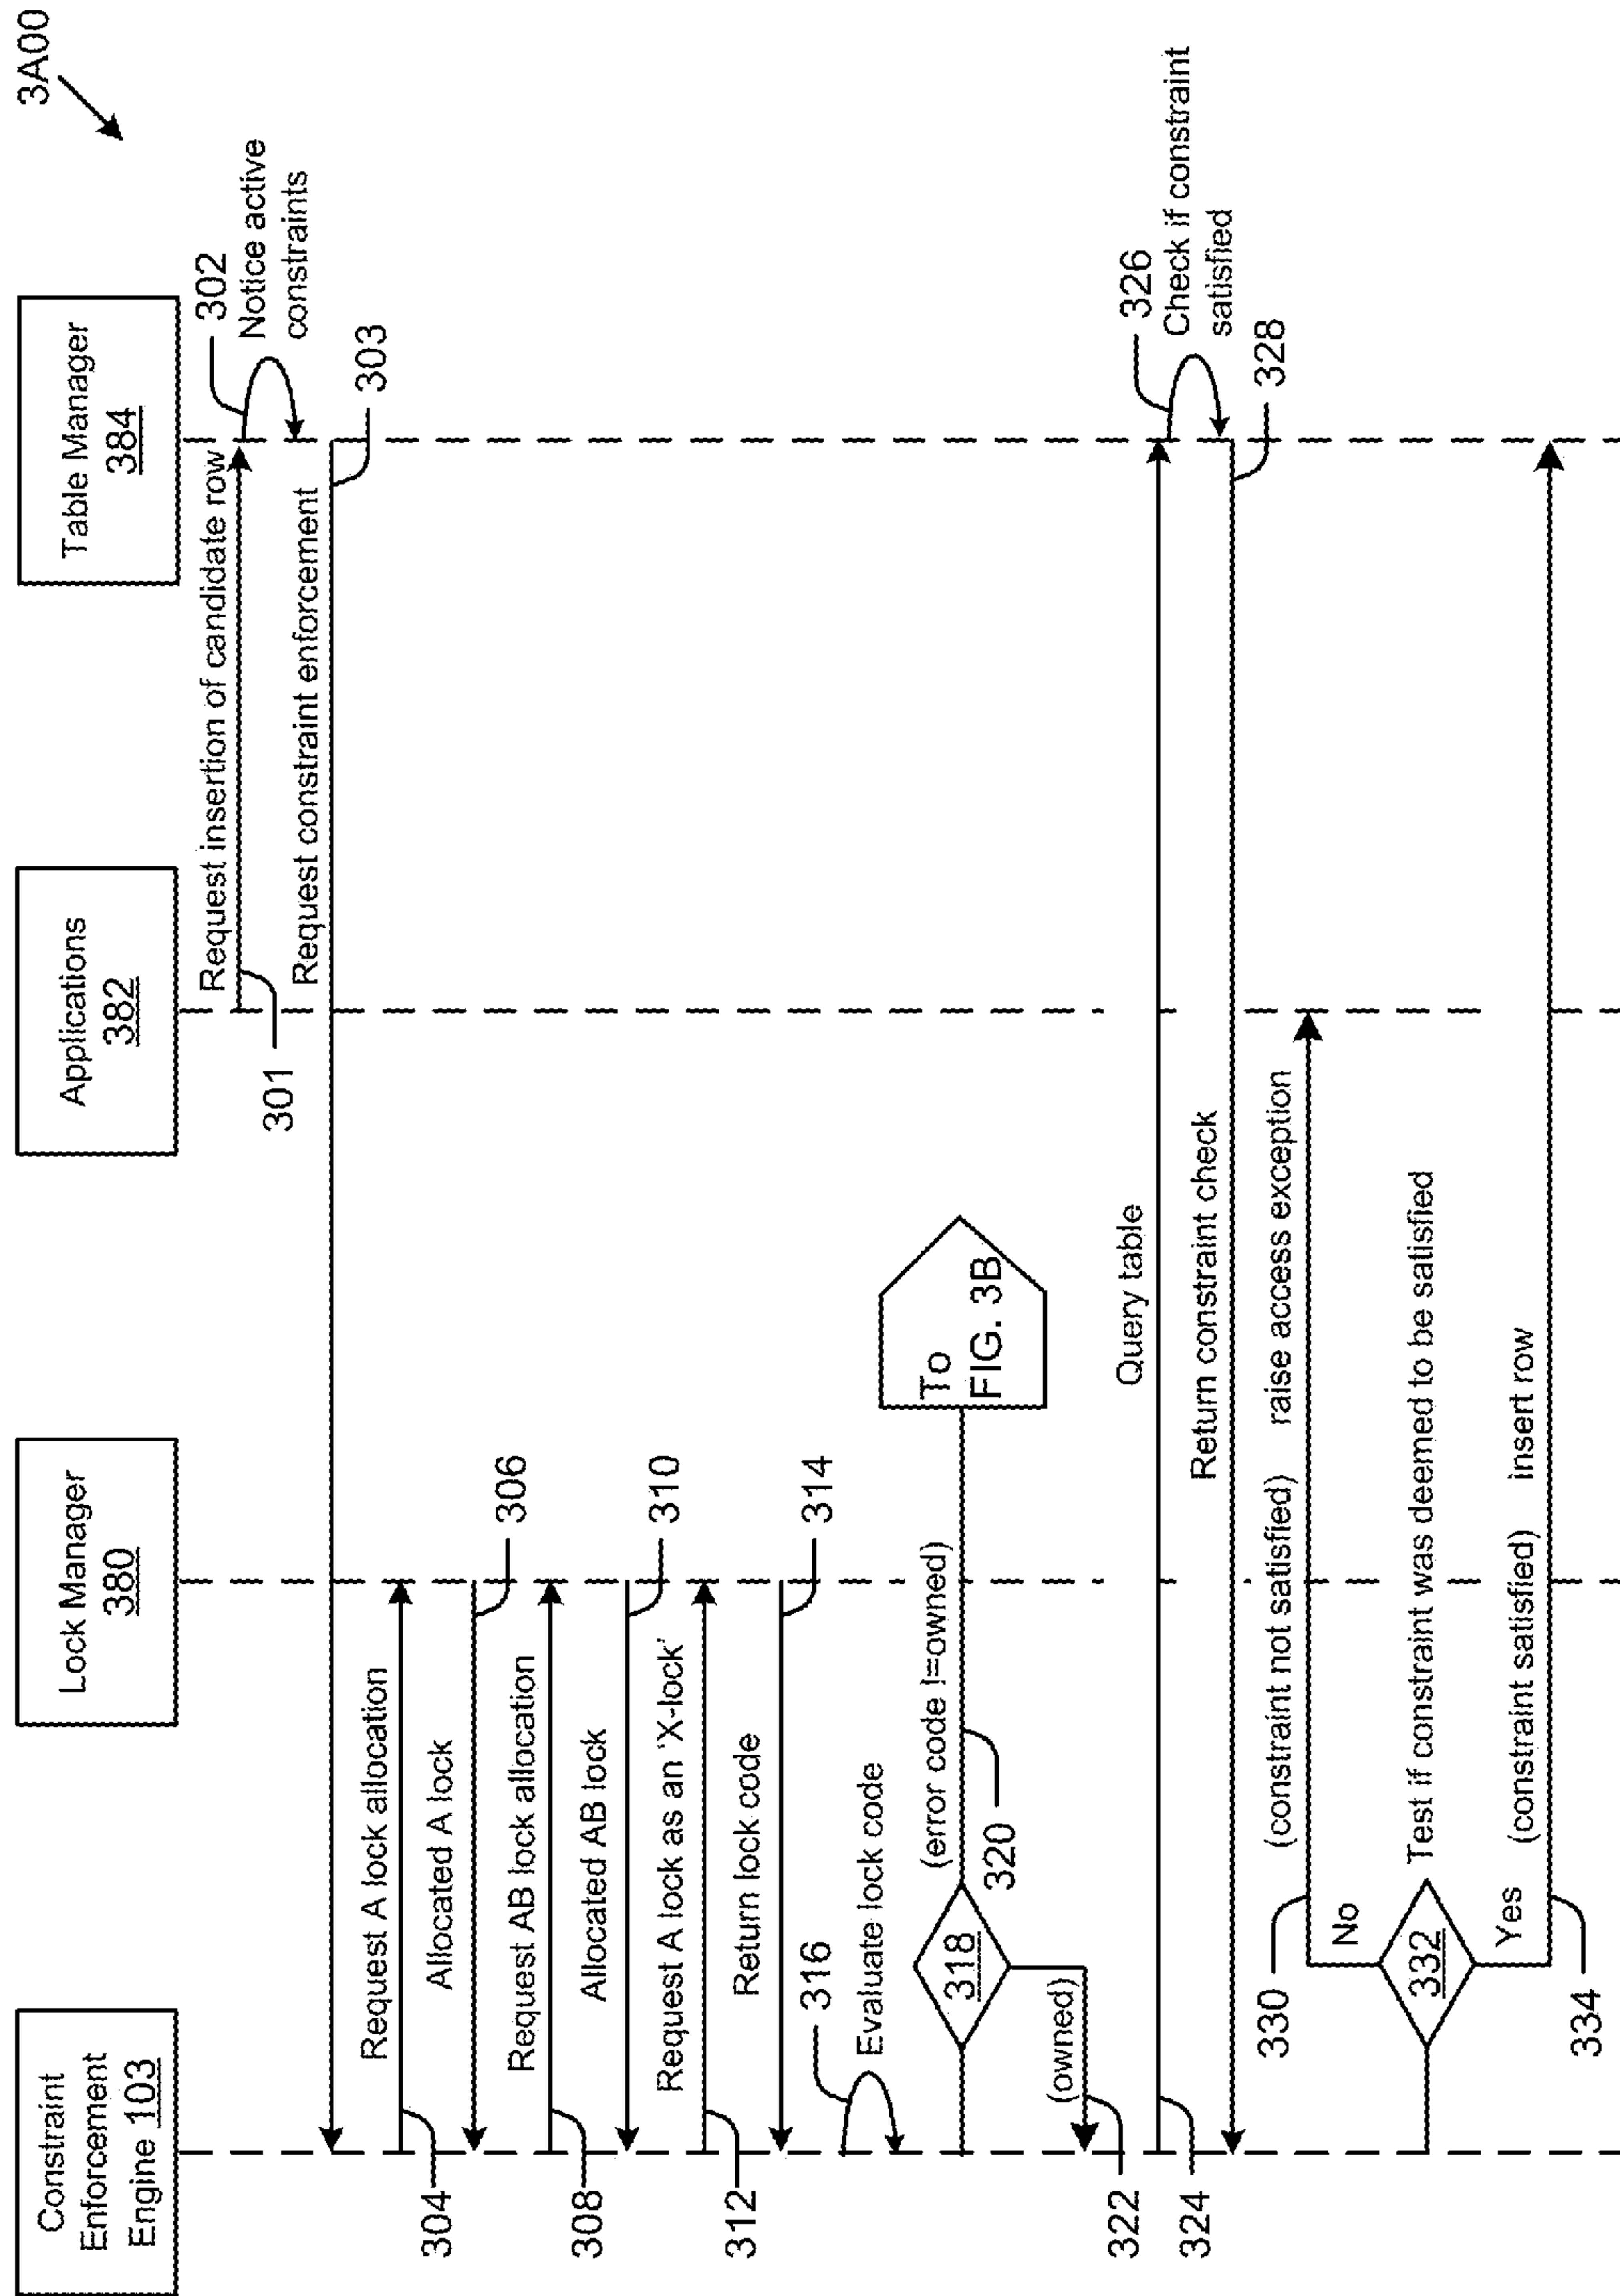 3A00
Constraint
Enforcement
Engine 103
Lock Manager
380
Applications
382
Table Manager
384
Request insertion of candidate row
301
302
Notice active
constraints
Request constraint enforcement
303
Request A lock allocation
304
Allocated A lock
306
Request AB lock allocation
308
Allocated AB lock
310
Request A lock as an 'X-lock'
312
Return lock code
314
316
Evaluate lock code
318
(error code !=owned)
320
To
FIG. 3B
(owned)
322
Query table
324
326
Check if constraint
satisfied
Return constraint check
328
330
(constraint not satisfied) raise access exception
No
332
Test if constraint was deemed to be satisfied
Yes
(constraint satisfied) insert row
334